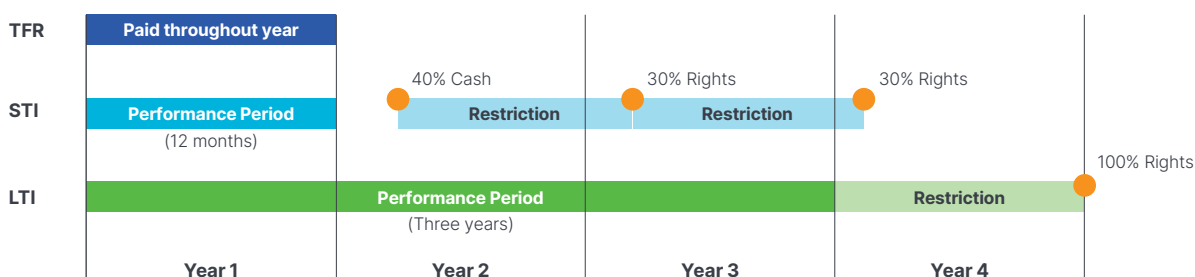 TFR
Paid throughout year
40% Cash
30% Rights
30% Rights
STI
Performance Period
Restriction
Restriction
(12 months)
100% Rights
LTI
Performance Period
Restriction
(Three years)
Year 1
Year 2
Year 3
Year 4